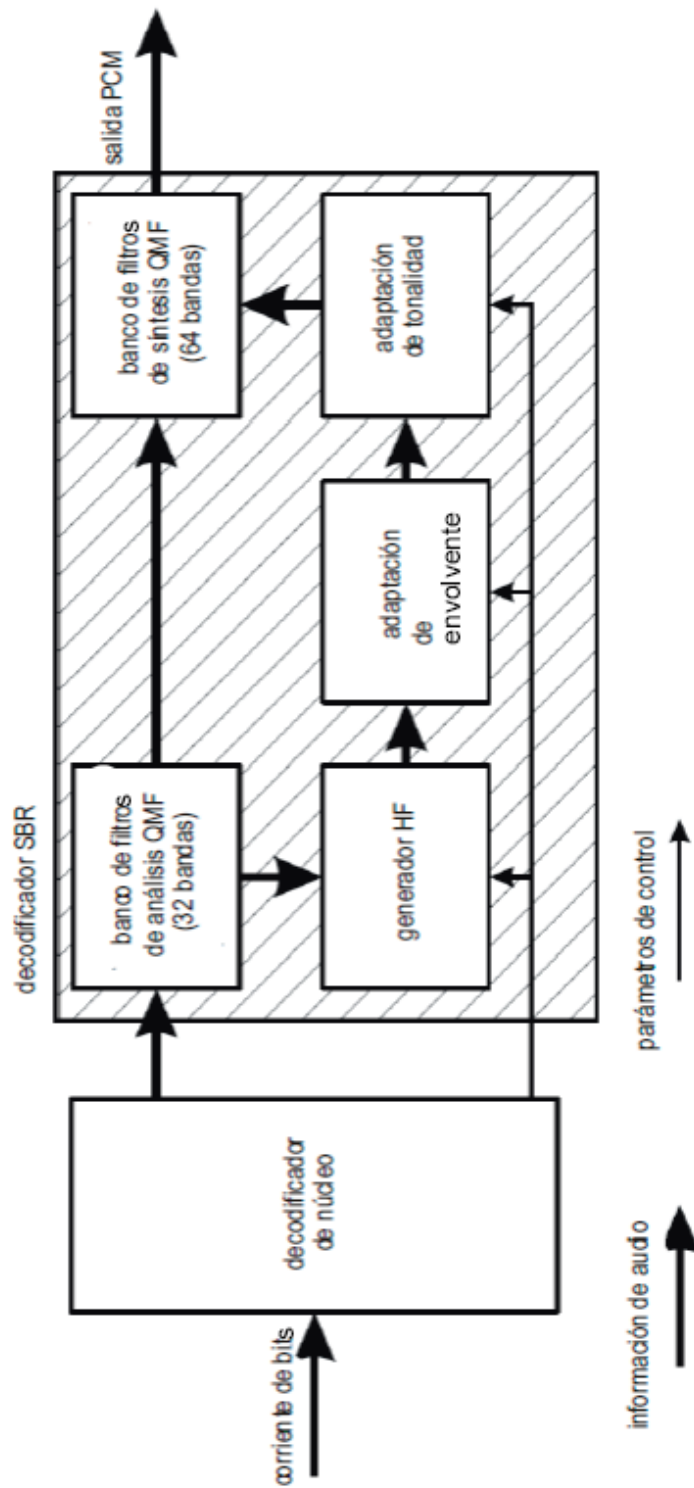 decodificador SBR
salida PCM
banco de filtros
de análisis QMF
(32 bandas)
banco de filtros
de síntesis QMF
(64 bandas)
corriente de bits
decodificador
de núcleo
generador HF
adaptación
de
envolvente
adaptación
de tonalidad
información de audio
parámetros de control